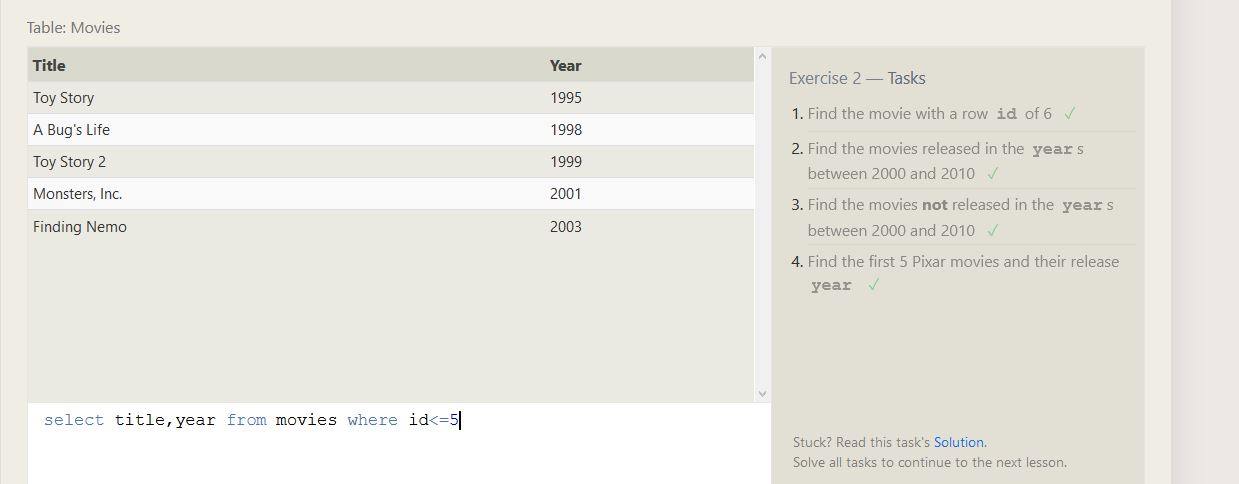 Table: Movies
Title Year
Toy Story 1995
A Bug's Life 1998
Toy Story 2 1999
Monsters, Inc. 2001
Finding Nemo 2003
select title,year from movies where id<=5
Exercise 2 — Tasks
1. Find the movie with a row id of 6 ✓
2. Find the movies released in the year s
between 2000 and 2010 ✓
3. Find the movies not released in the year s
between 2000 and 2010 ✓
4. Find the first 5 Pixar movies and their release
year ✓
Stuck? Read this task's Solution.
Solve all tasks to continue to the next lesson.